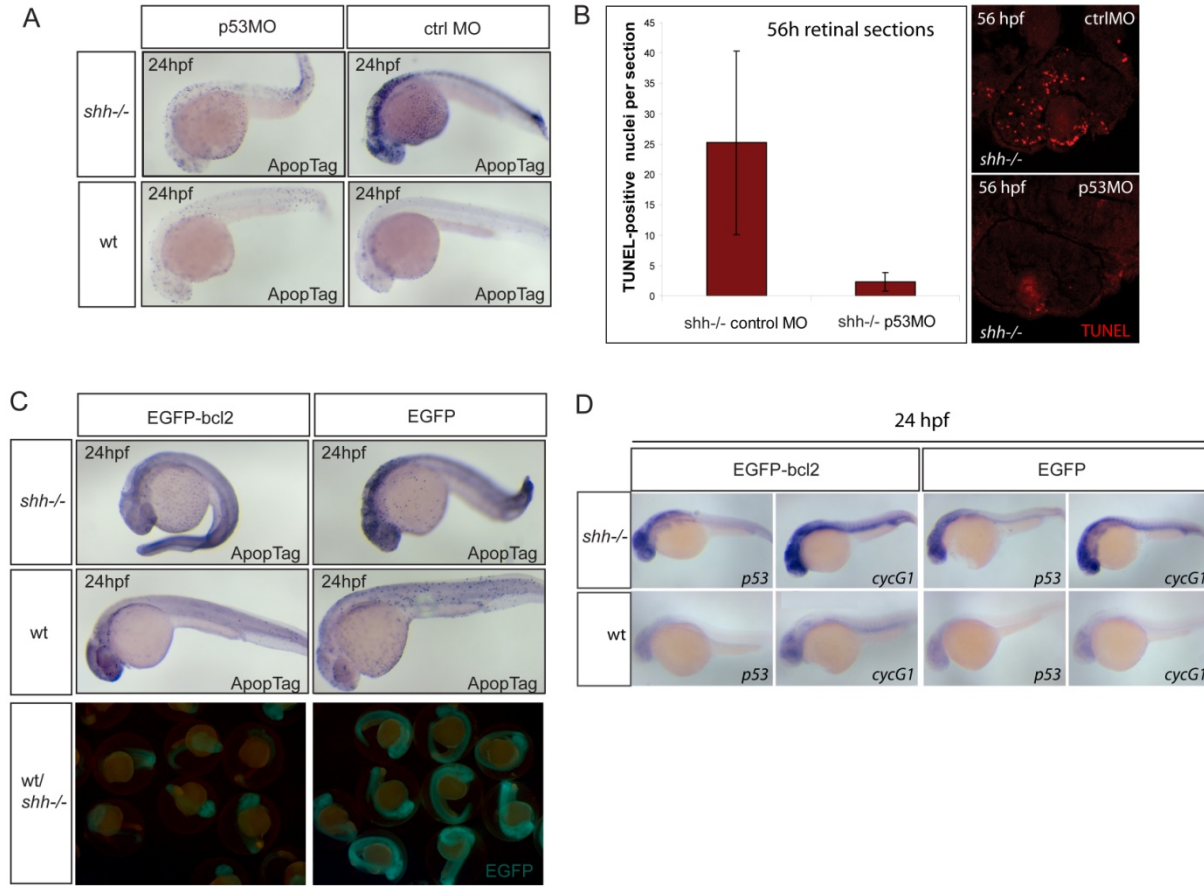 A
p53MO
ctrl MO
shh-/-
24hpf
ApopTag
24hpf
ApopTag
wt
24hpf
ApopTag
24hpf
ApopTag
B
56h retinal sections
TUNEL-positive nuclei per section
45
40
35
30
25
20
15
10
5
0
shh-/- control MO
shh-/- p53MO
56 hpf
ctrlMO
shh-/-
56 hpf
p53MO
shh-/-
TUNEL
C
EGFP-bcl2
EGFP
shh-/-
24hpf
ApopTag
24hpf
ApopTag
wt
24hpf
ApopTag
24hpf
ApopTag
wt/
shh-/-
EGFP
D
24 hpf
EGFP-bcl2
EGFP
shh-/-
p53
cycG1
p53
cycG1
wt
p53
cycG1
p53
cycG1